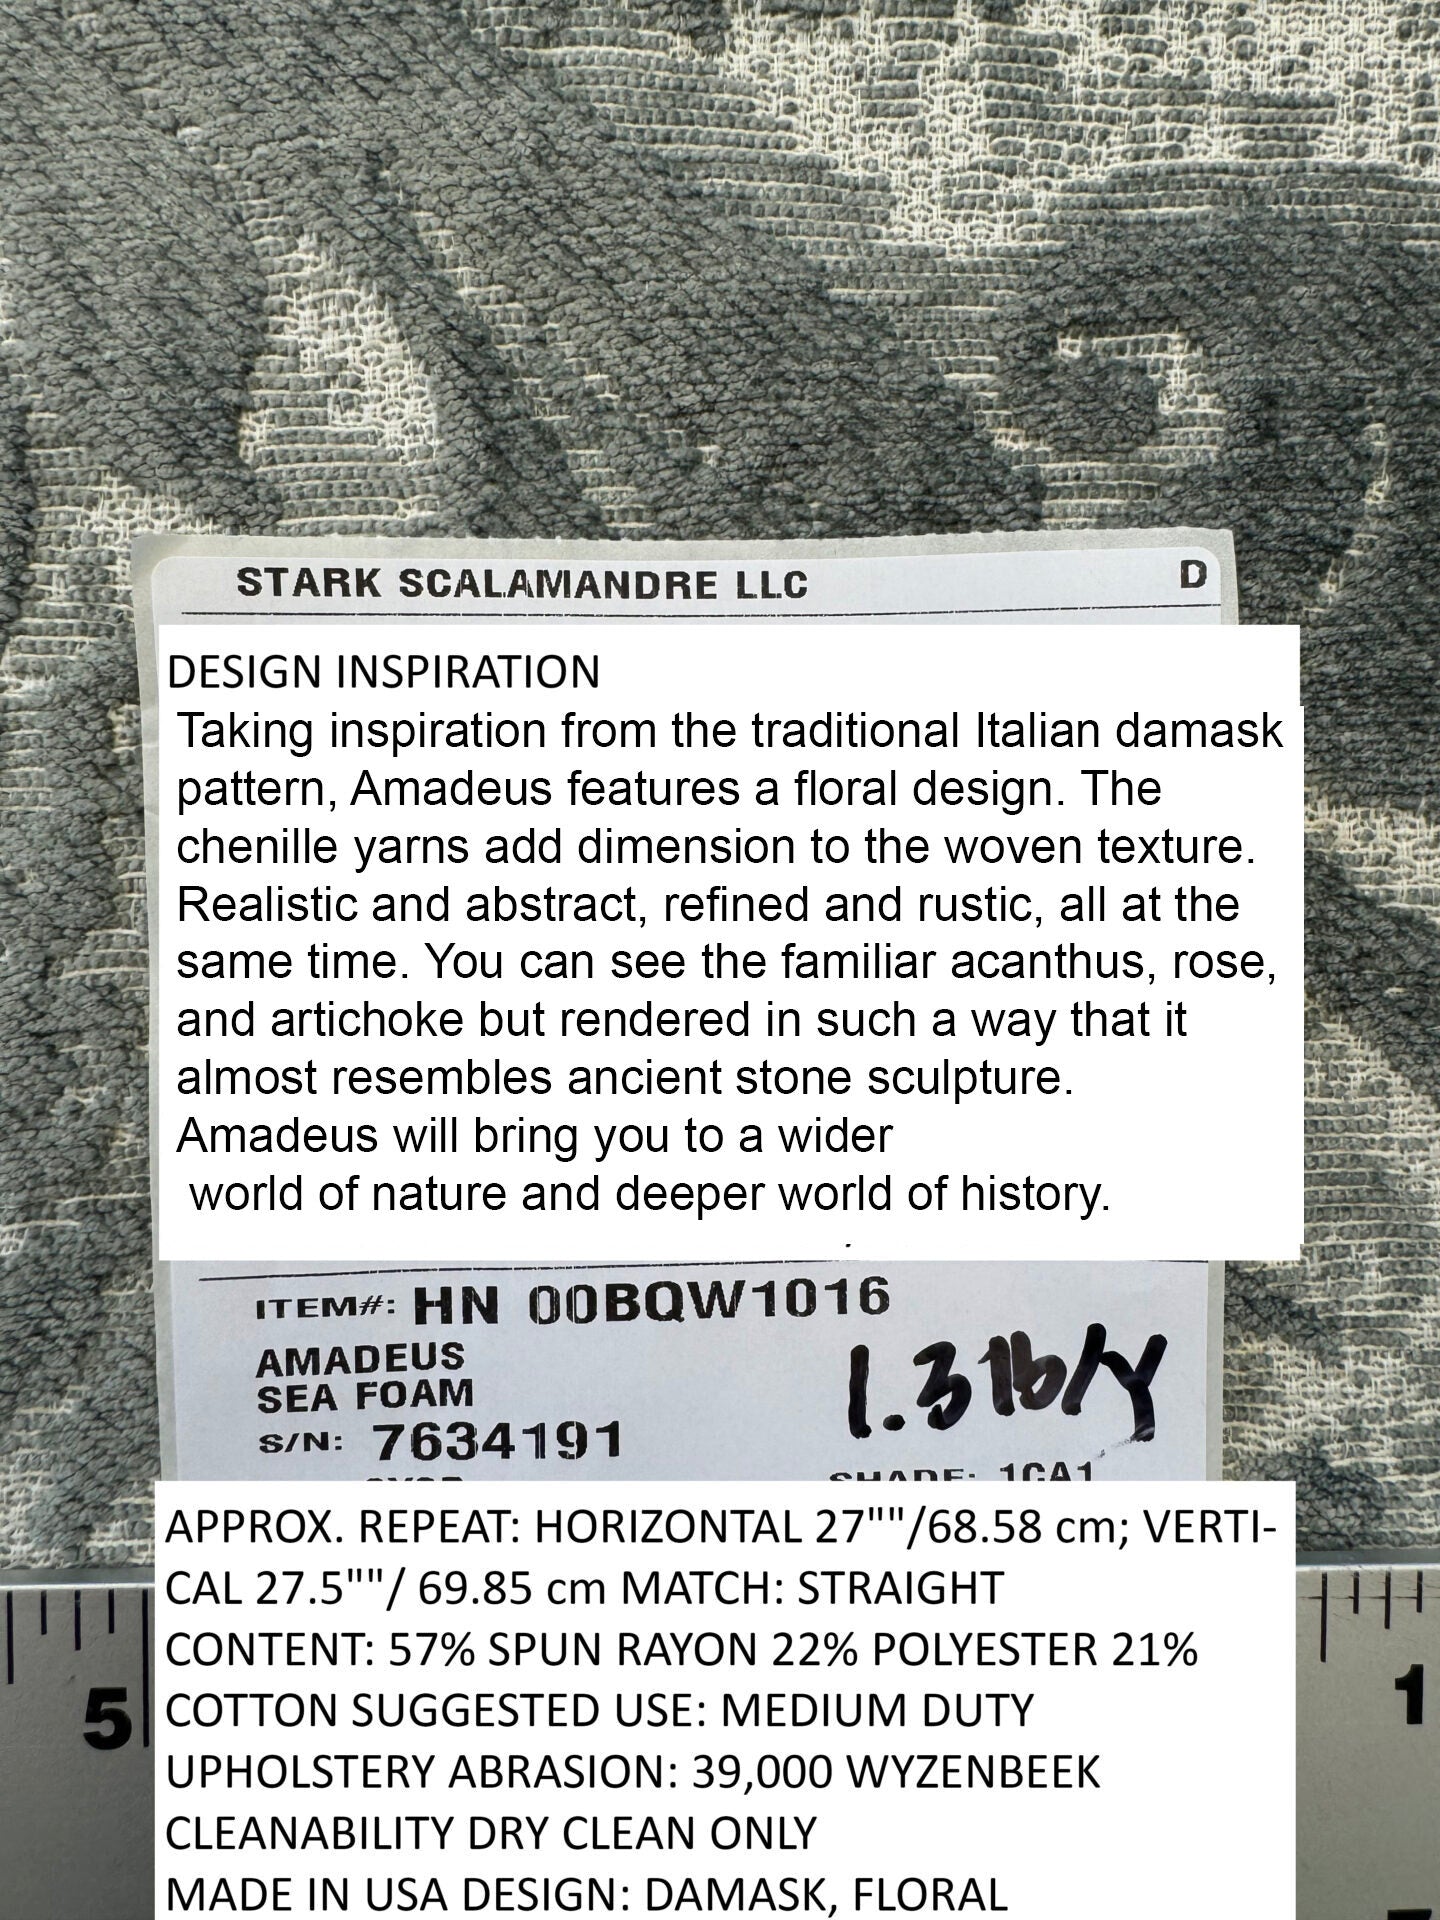 STARK SCALAMANDRE LLC D
DESIGN INSPIRATION
Taking inspiration from the traditional Italian damask
pattern, Amadeus features a floral design. The
chenille yarns add dimension to the woven texture.
Realistic and abstract, refined and rustic, all at the
same time. You can see the familiar acanthus, rose,
and artichoke but rendered in such a way that it
almost resembles ancient stone sculpture.
Amadeus will bring you to a wider
world of nature and deeper world of history.
ITEM#: HN 00BQW1016
AMADEUS
SEA FOAM
1.3 lb/y
S/N: 7634191
SHADE: 1CA1
APPROX. REPEAT: HORIZONTAL 27""/68.58 cm; VERTI-
CAL 27.5""/ 69.85 cm MATCH: STRAIGHT
CONTENT: 57% SPUN RAYON 22% POLYESTER 21%
COTTON SUGGESTED USE: MEDIUM DUTY
UPHOLSTERY ABRASION: 39,000 WYZENBEEK
CLEANABILITY DRY CLEAN ONLY
MADE IN USA DESIGN: DAMASK, FLORAL
5
1